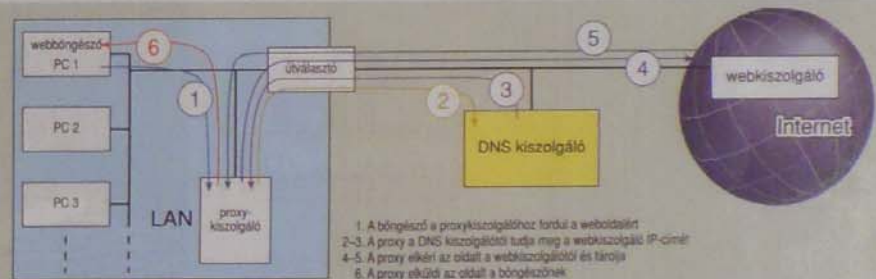 webböngésző
PC 1
PC 2
PC 3
LAN
proxy-
kiszolgáló
útválasztó
DNS kiszolgáló
webkiszolgáló
Internet
1
2
3
4
5
6
1. A böngésző a proxykiszolgálóhoz fordul a weboldalért
2–3. A proxy a DNS kiszolgálótól tudja meg a webkiszolgáló IP-címét
4–5. A proxy elkéri az oldalt a webkiszolgálótól és tárolja
6. A proxy elküldi az oldalt a böngészőnek